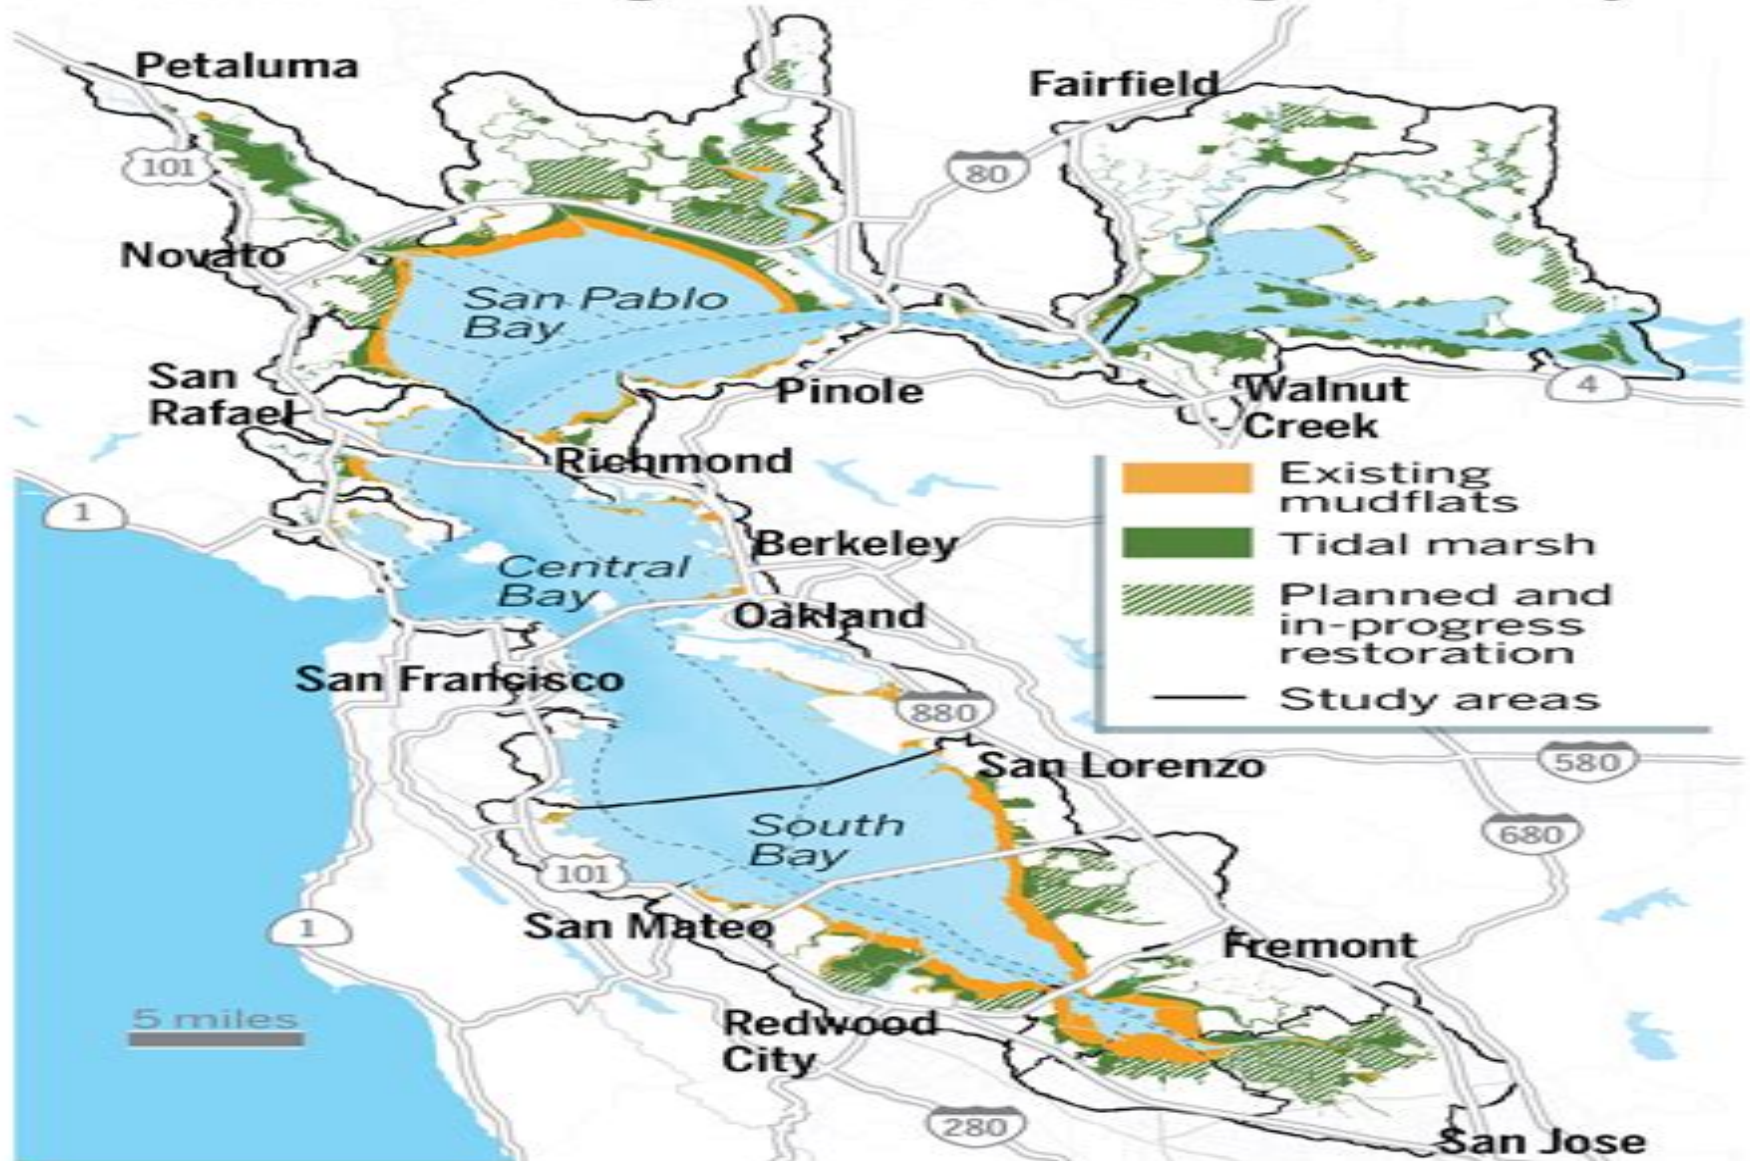 Petaluma
Fairfield
101
80
Novato
San Pablo
Bay
San
Rafael
Pinole
Walnut
Creek
4
Richmond
1
Existing
mudflats
Tidal marsh
Planned and
in-progress
restoration
Study areas
Berkeley
Central
Bay
Oakland
San Francisco
880
San Lorenzo
580
South
Bay
680
101
1
San Mateo
Fremont
5 miles
Redwood
City
280
San Jose